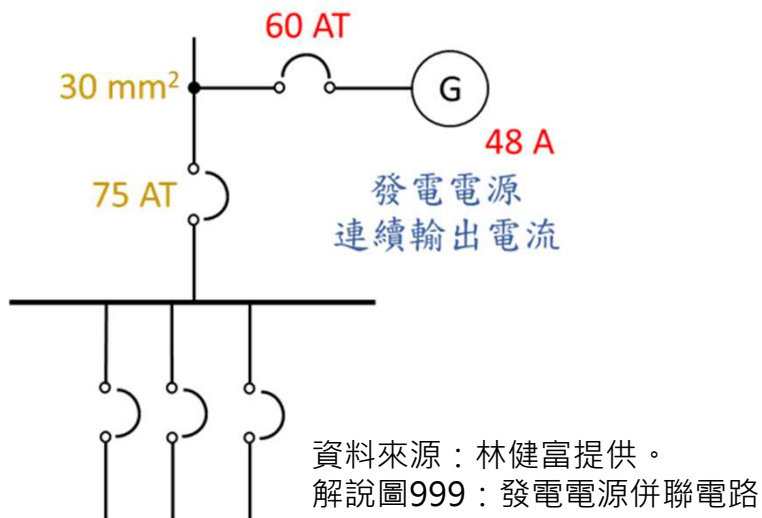 60 AT
30 mm²
G
48 A
75 AT
發電電源
連續輸出電流
資料來源：林健富提供。
解說圖999：發電電源併聯電路